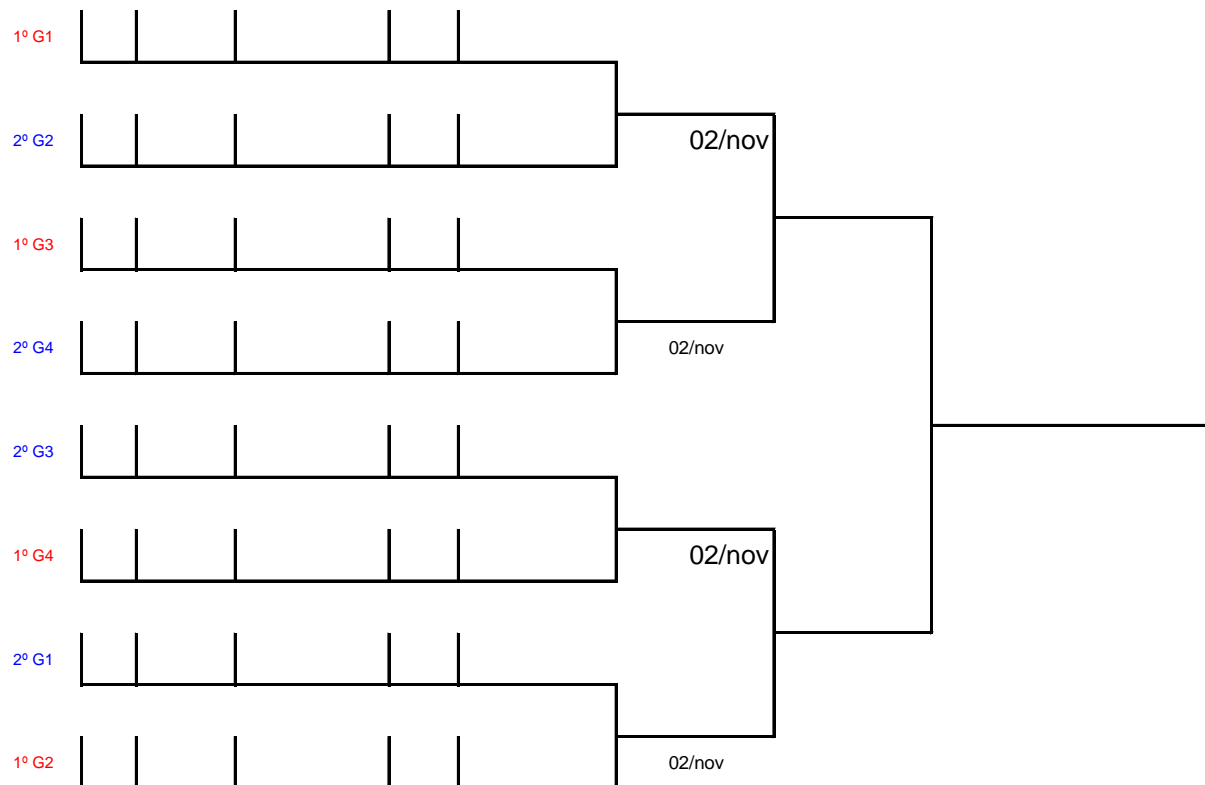 1º G1
2º G2
02/nov
1º G3
2º G4
02/nov
2º G3
1º G4
02/nov
2º G1
1º G2
02/nov